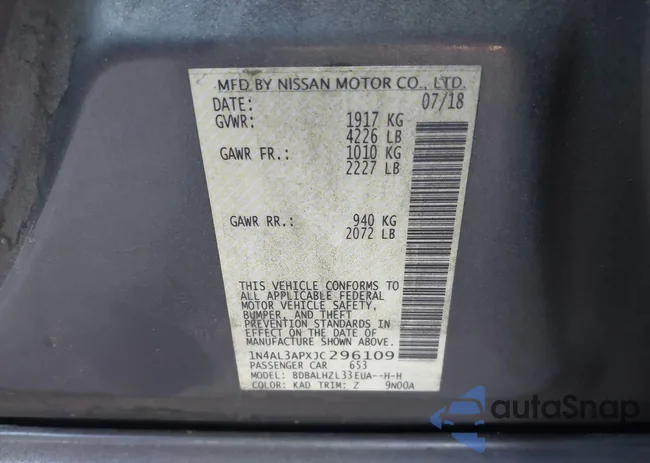 MFD BY NISSAN MOTOR CO., LTD.
DATE: 07/18
GVWR: 1917 KG
4226 LB
GAWR FR.: 1010 KG
2227 LB
GAWR RR.: 940 KG
2072 LB
THIS VEHICLE CONFORMS TO
ALL APPLICABLE FEDERAL
MOTOR VEHICLE SAFETY,
BUMPER, AND THEFT
PREVENTION STANDARDS
IN EFFECT ON THE DATE OF
MANUFACTURE SHOWN ABOVE.
1N4AL3APXJC296109
PASSENGER CAR 653
MODEL: BDBALHZL33EUA--H-H
COLOR: KAD TRIM: Z 9N00A
autoSnap